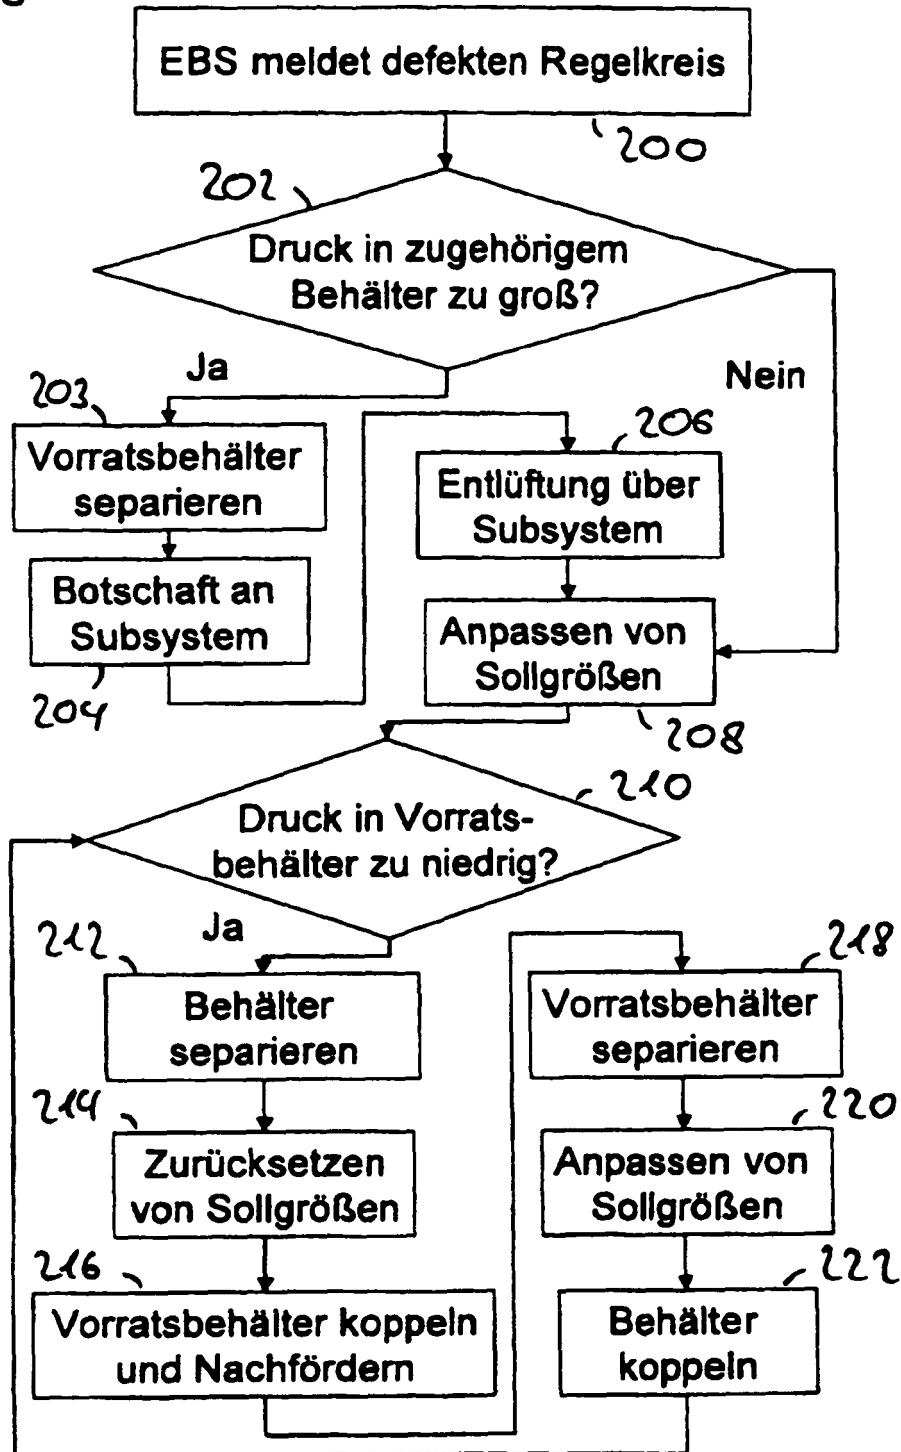 EBS meldet defekten Regelkreis
200
202
Druck in zugehörigem
Behälter zu groß?
Ja
Nein
203
Vorratsbehälter
separieren
206
Entlüftung über
Subsystem
Botschaft an
Subsystem
204
Anpassen von
Sollgrößen
208
210
Druck in Vorrats-
behälter zu niedrig?
Ja
212
Behälter
separieren
218
Vorratsbehälter
separieren
214
Zurücksetzen
von Sollgrößen
220
Anpassen von
Sollgrößen
216
Vorratsbehälter koppeln
und Nachfördern
222
Behälter
koppeln